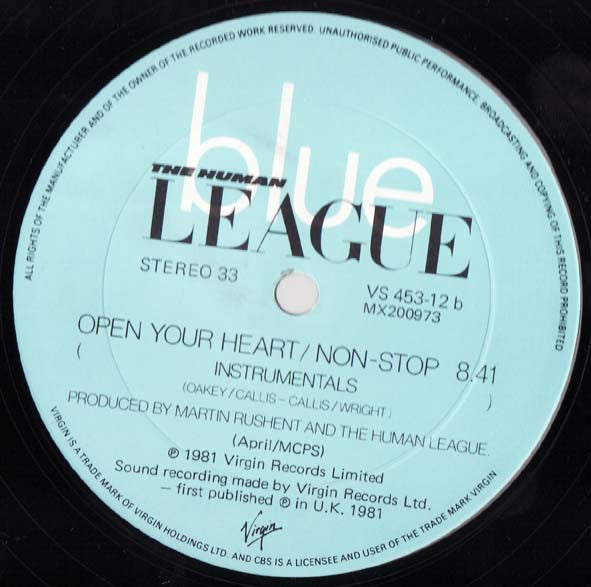 ALL RIGHTS OF THE MANUFACTURER AND OF THE OWNER OF THE RECORDED WORK RESERVED. UNAUTHORISED PUBLIC PERFORMANCE, BROADCASTING AND COPYING OF THIS RECORD PROHIBITED
blue
THE HUMAN
LEAGUE
STEREO 33
VS 453-12 b
MX200973
OPEN YOUR HEART / NON-STOP 8.41
( INSTRUMENTALS )
(OAKEY/CALLIS – CALLIS/WRIGHT)
PRODUCED BY MARTIN RUSHENT AND THE HUMAN LEAGUE.
(April/MCPS)
℗ 1981 Virgin Records Limited
Sound recording made by Virgin Records Ltd.
— first published ℗ in U.K. 1981
Virgin
VIRGIN IS A TRADE MARK OF VIRGIN HOLDINGS LTD. AND CBS IS A LICENSEE AND USER OF THE TRADE MARK VIRGIN